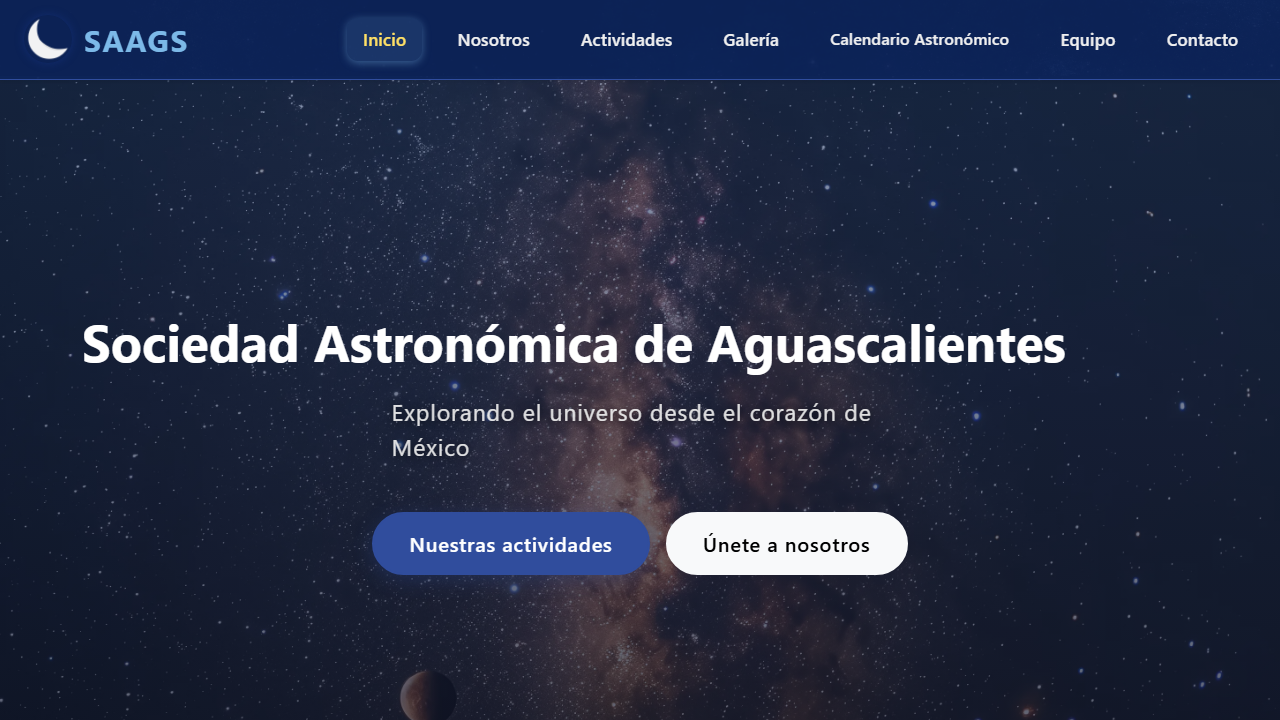 SAAGS
Inicio
Nosotros
Actividades
Galería
Calendario Astronómico
Equipo
Contacto
Sociedad Astronómica de Aguascalientes
Explorando el universo desde el corazón de
México
Nuestras actividades
Únete a nosotros